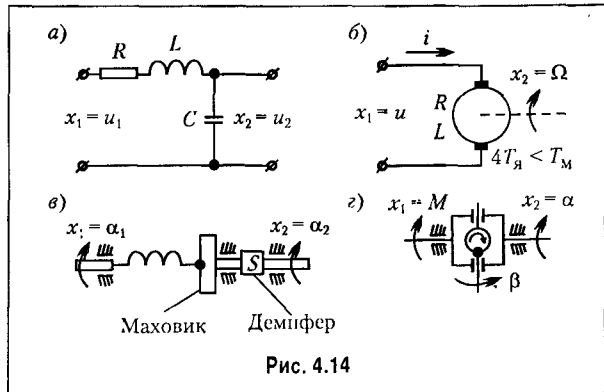 а)
R
L
x₁ = u₁
C
x₂ = u₂
б)
i
x₂ = Ω
x₁ = u
R
L
4Tя < Tм
в)
x₁ = α₁
x₂ = α₂
S
Маховик
Демпфер
г)
x₁ = M
x₂ = α
β
Рис. 4.14